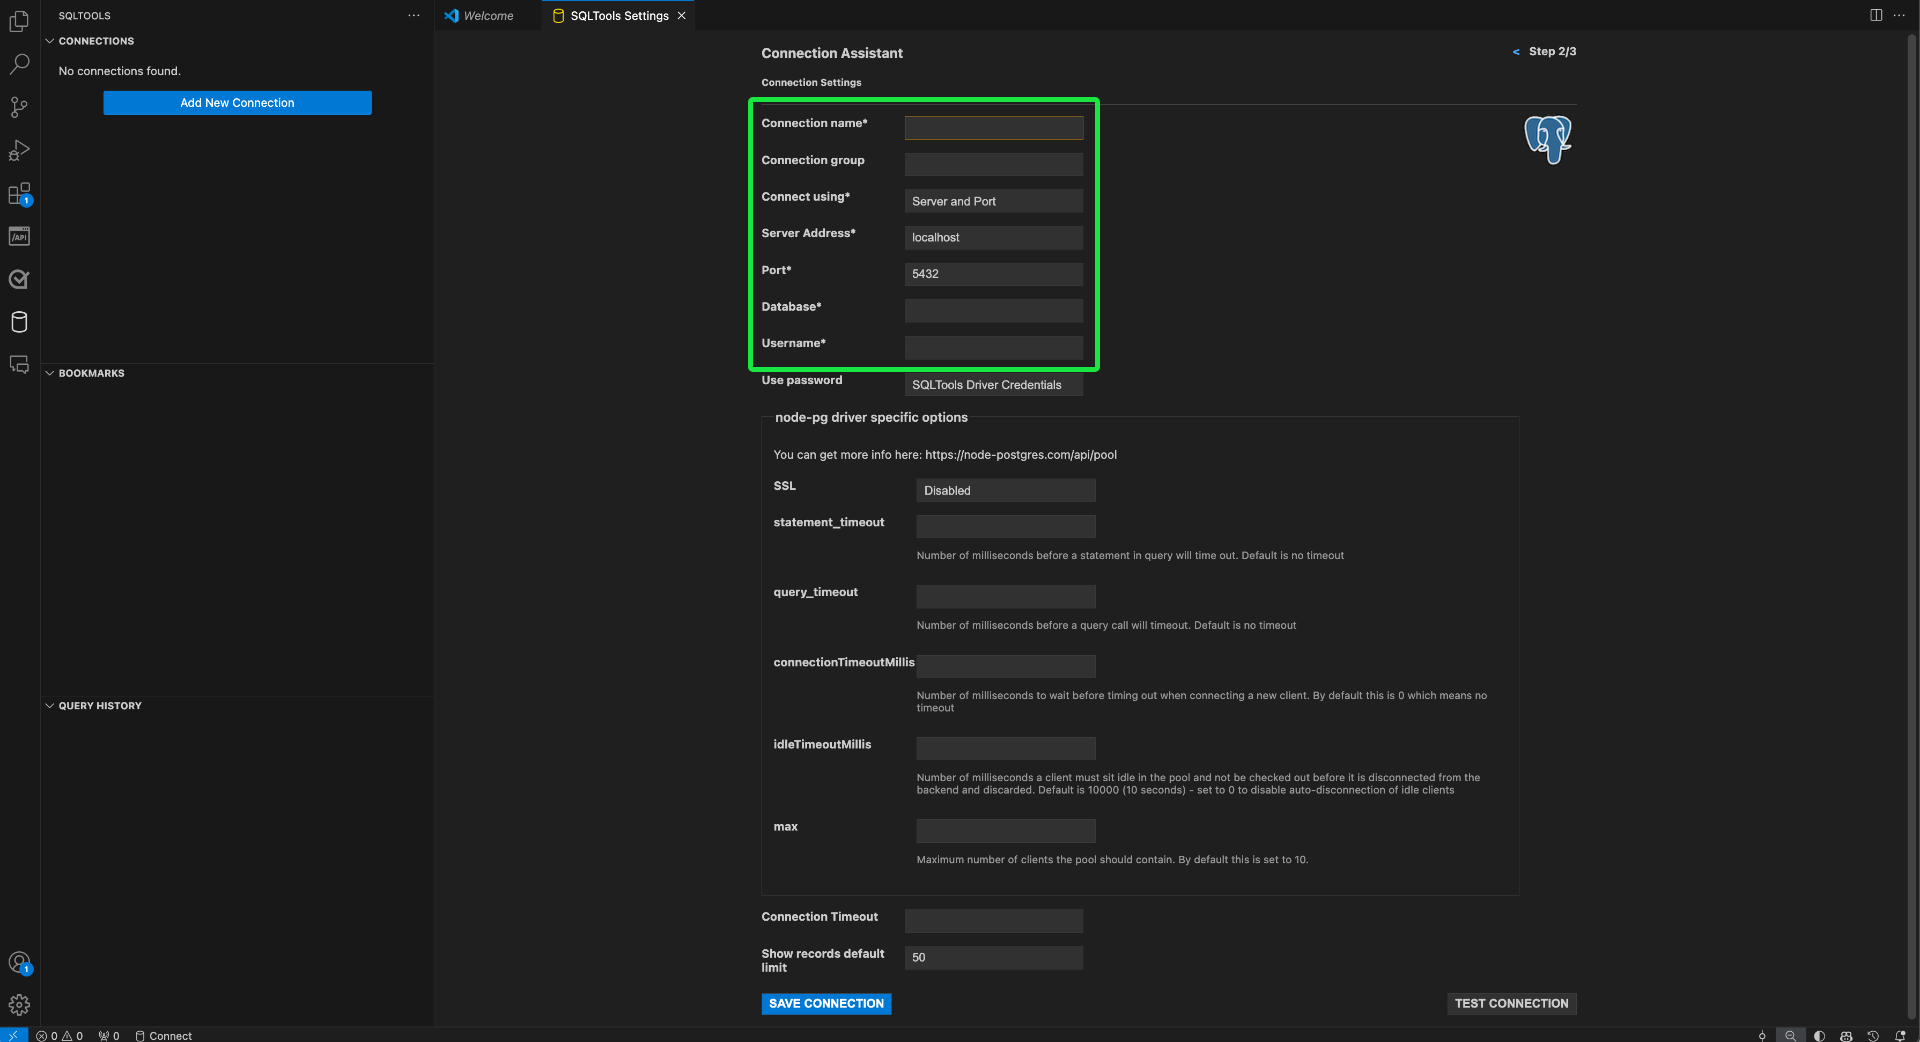 SQLTOOLS
CONNECTIONS
No connections found.
Add New Connection
BOOKMARKS
QUERY HISTORY
Welcome
SQLTools Settings
Connection Assistant
< Step 2/3
Connection Settings
Connection name*
Connection group
Connect using*
Server and Port
Server Address*
localhost
Port*
5432
Database*
Username*
Use password
SQLTools Driver Credentials
node-pg driver specific options
You can get more info here: https://node-postgres.com/api/pool
SSL
Disabled
statement_timeout
Number of milliseconds before a statement in query will time out. Default is no timeout
query_timeout
Number of milliseconds before a query call will timeout. Default is no timeout
connectionTimeoutMillis
Number of milliseconds to wait before timing out when connecting a new client. By default this is 0 which means no
timeout
idleTimeoutMillis
Number of milliseconds a client must sit idle in the pool and not be checked out before it is disconnected from the
backend and discarded. Default is 10000 (10 seconds) - set to 0 to disable auto-disconnection of idle clients
max
Maximum number of clients the pool should contain. By default this is set to 10.
Connection Timeout
Show records default
limit
50
SAVE CONNECTION
TEST CONNECTION
1
/API
1
0 0 0 Connect